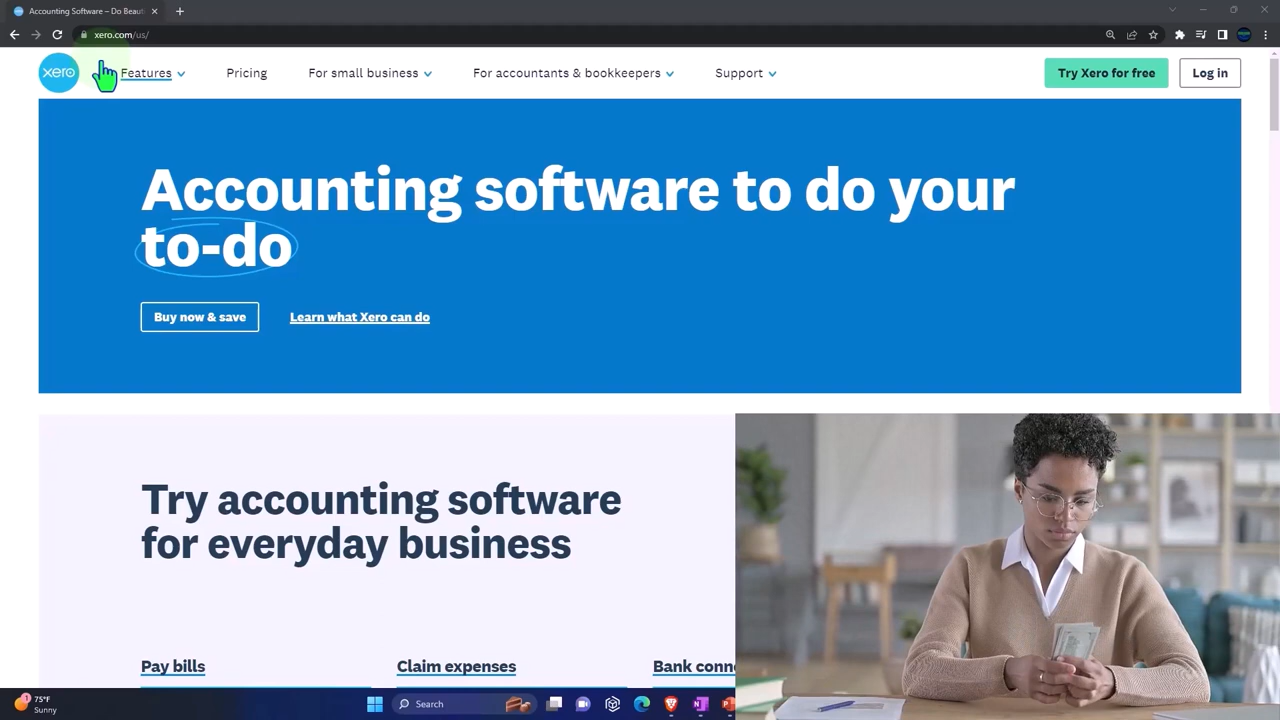 Accounting Software – Do Beauti
xero.com/us/
xero
Features
Pricing
For small business
For accountants & bookkeepers
Support
Try Xero for free
Log in
Accounting software to do your
to-do
Buy now & save
Learn what Xero can do
Try accounting software
for everyday business
Pay bills
Claim expenses
Bank conn
1
75°F
Sunny
Search